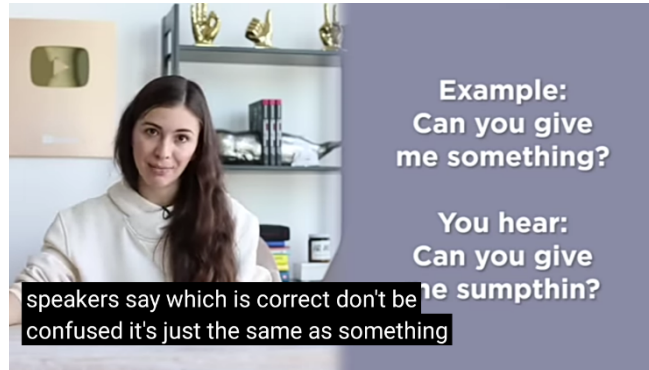 Example:
Can you give
me something?
You hear:
Can you give
me sumpthin?
speakers say which is correct don't be
confused it's just the same as something